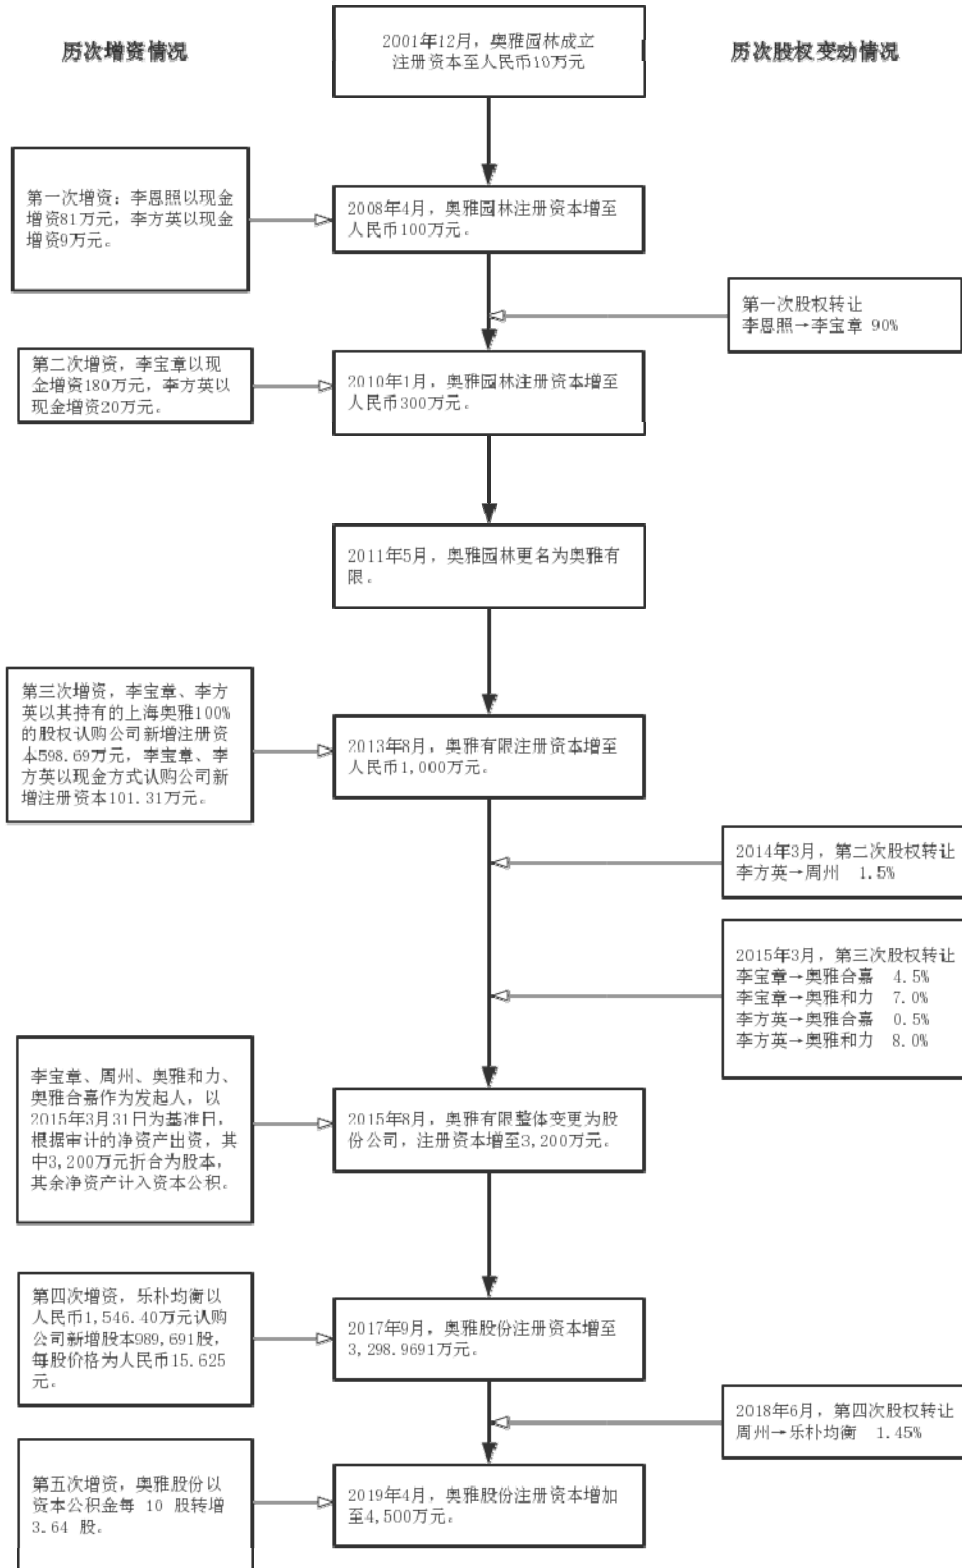 历次增资情况
历次股权变动情况
2001年12月，奥雅园林成立
注册资本至人民币10万元
第一次增资：李恩照以现金
增资81万元，李方英以现金
增资9万元。
2008年4月，奥雅园林注册资本增至
人民币100万元。
第一次股权转让
李恩照→李宝章 90%
第二次增资，李宝章以现
金增资180万元，李方英以
现金增资20万元。
2010年1月，奥雅园林注册资本增至
人民币300万元。
2011年5月，奥雅园林更名为奥雅有
限。
第三次增资，李宝章、李方
英以其持有的上海奥雅100%
的股权认购公司新增注册资
本598.69万元，李宝章、李
方英以现金方式认购公司新
增注册资本101.31万元。
2013年8月，奥雅有限注册资本增至
人民币1,000万元。
2014年3月，第二次股权转让
李方英→周州 1.5%
2015年3月，第三次股权转让
李宝章→奥雅合嘉 4.5%
李宝章→奥雅和力 7.0%
李方英→奥雅合嘉 0.5%
李方英→奥雅和力 8.0%
李宝章、周州、奥雅和力、
奥雅合嘉作为发起人，以
2015年3月31日为基准日，
根据审计的净资产出资，其
中3,200万元折合为股本，
其余净资产计入资本公积。
2015年8月，奥雅有限整体变更为股
份公司，注册资本增至3,200万元。
第四次增资，乐朴均衡以
人民币1,546.40万元认购
公司新增股本989,691股，
每股价格为人民币15.625
元。
2017年9月，奥雅股份注册资本增至
3,298.9691万元。
2018年6月，第四次股权转让
周州→乐朴均衡 1.45%
第五次增资，奥雅股份以
资本公积金每 10 股转增
3.64 股。
2019年4月，奥雅股份注册资本增加
至4,500万元。